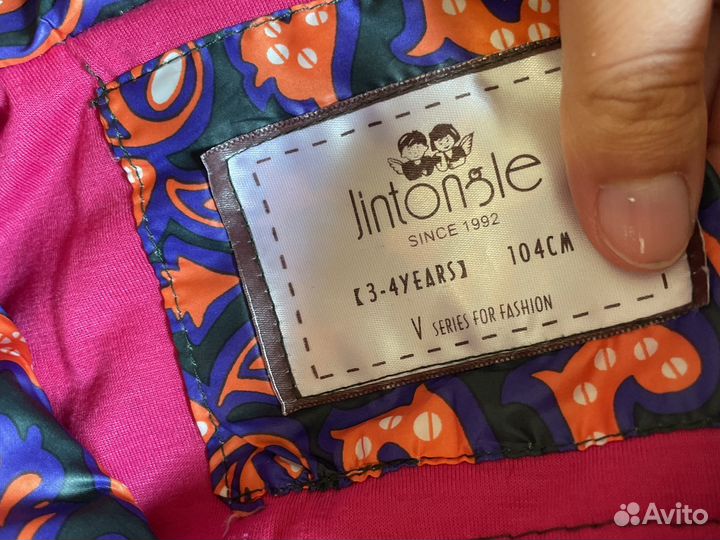 Jintongle
SINCE 1992
【3-4YEARS】 104CM
V SERIES FOR FASHION
Avito